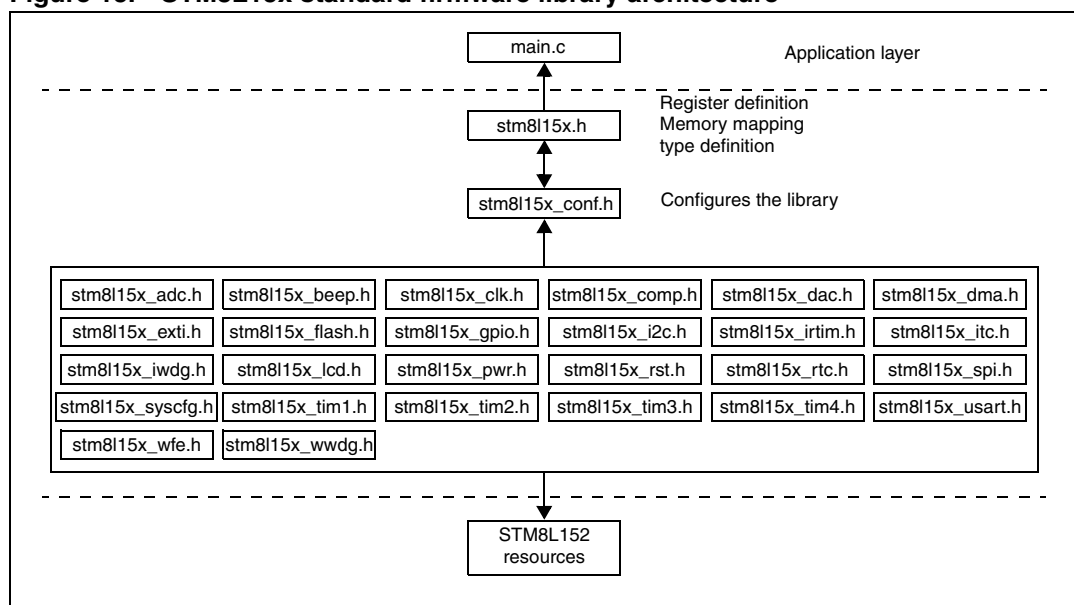 main.c
Application layer
Register definition
stm8l15x.h
Memory mapping
type definition
stm8l15x_conf.h
Configures the library
stm8l15x_adc.h stm8l15x_beep.h stm8l15x_clk.h stm8l15x_comp.h stm8l15x_dac.h stm8l15x_dma.h
stm8l15x_exti.h stm8l15x_flash.h stm8l15x_gpio.h stm8l15x_i2c.h stm8l15x_irtim.h stm8l15x_itc.h
stm8l15x_iwdg.h stm8l15x_lcd.h stm8l15x_pwr.h stm8l15x_rst.h stm8l15x_rtc.h stm8l15x_spi.h
stm8l15x_syscfg.h stm8l15x_tim1.h stm8l15x_tim2.h stm8l15x_tim3.h stm8l15x_tim4.h stm8l15x_usart.h
stm8l15x_wfe.h stm8l15x_wwdg.h
STM8L152
resources